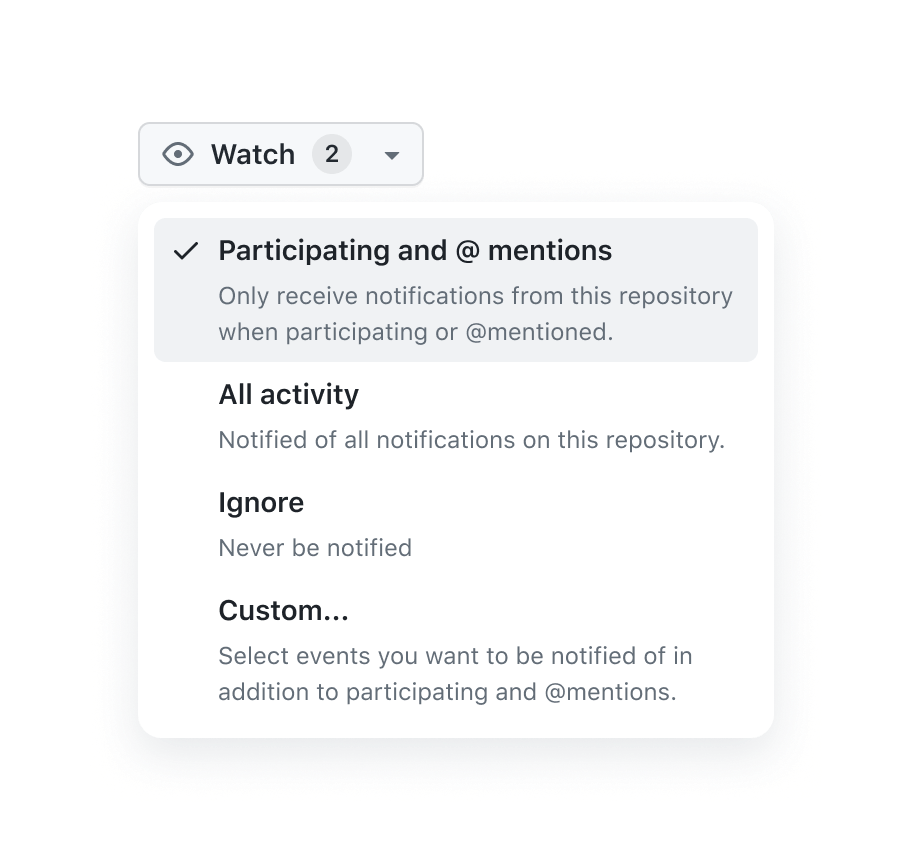 Watch 2
Participating and @ mentions
Only receive notifications from this repository
when participating or @mentioned.
All activity
Notified of all notifications on this repository.
Ignore
Never be notified
Custom...
Select events you want to be notified of in
addition to participating and @mentions.